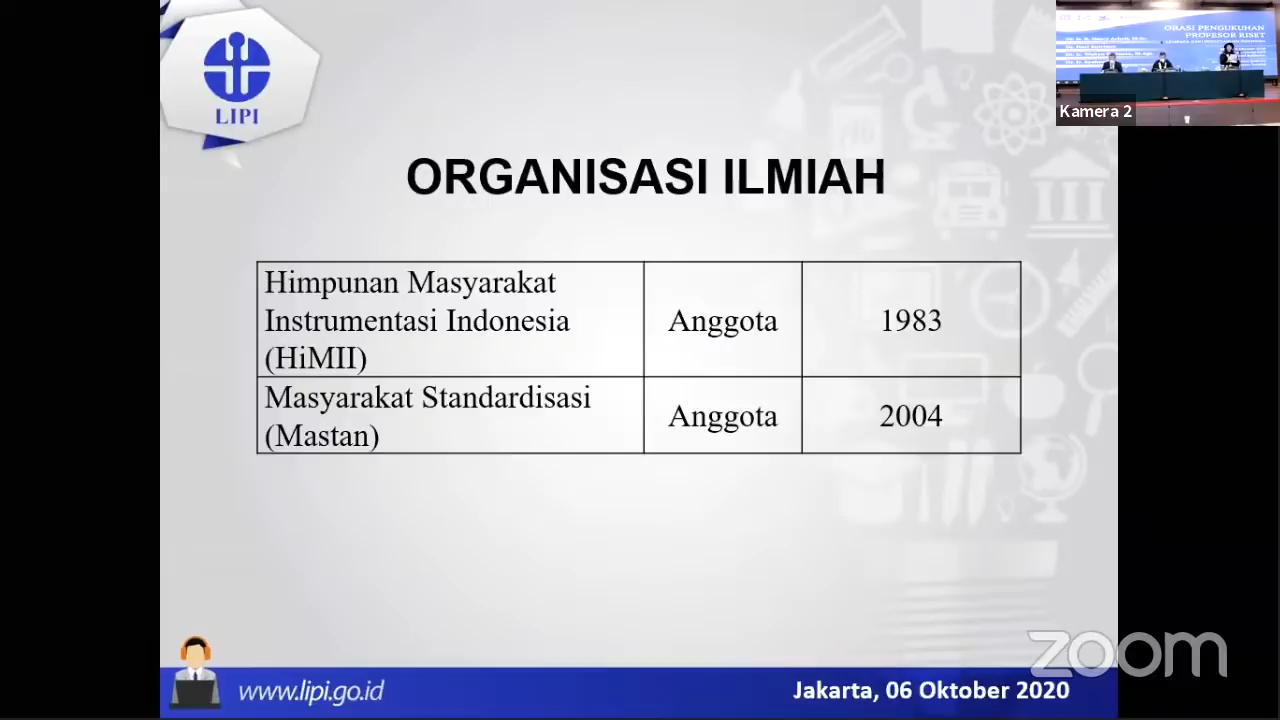 LIPI
ORASI PENGUKUHAN
PROFESOR RISET
Kamera 2
ORGANISASI ILMIAH
Himpunan Masyarakat
Instrumentasi Indonesia
(HiMII)
Anggota
1983
Masyarakat Standardisasi
(Mastan)
Anggota
2004
zoom
www.lipi.go.id
Jakarta, 06 Oktober 2020